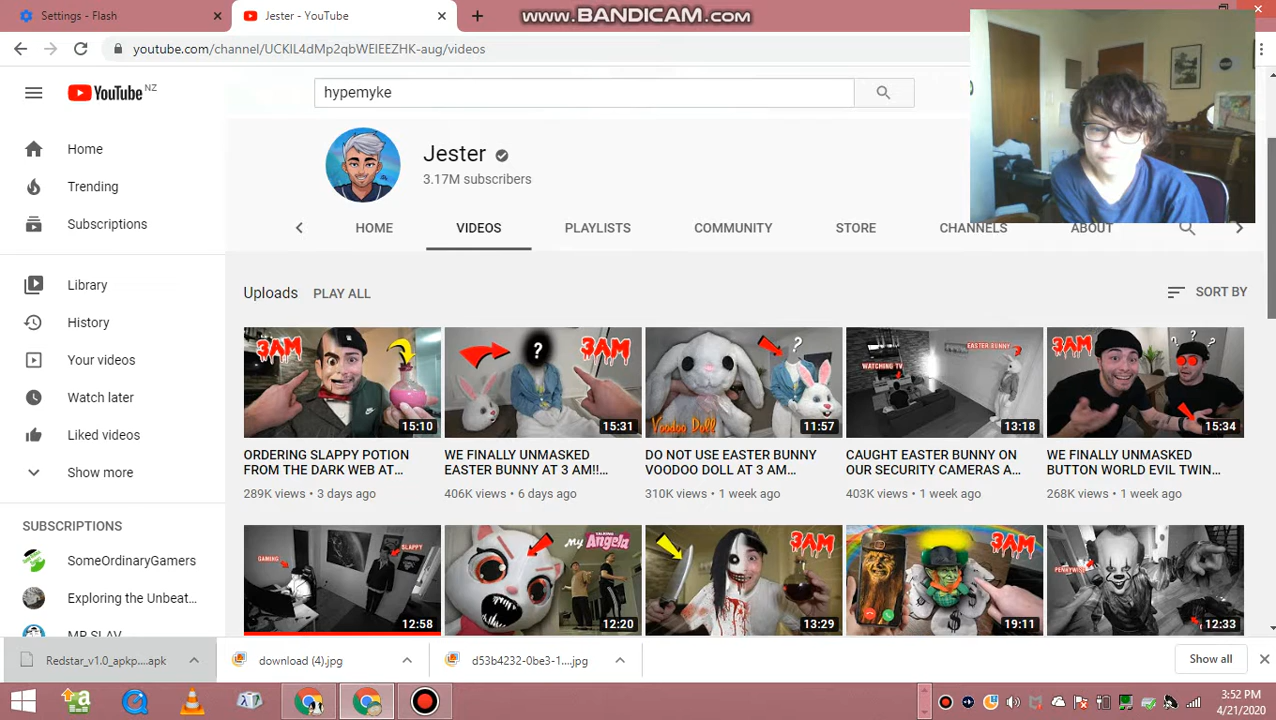 Settings - Flash
Jester - YouTube
www.BANDICAM.com
youtube.com/channel/UCKlL4dMp2qbWEIEEZHK-aug/videos
YouTube NZ
hypemyke
Home
Trending
Subscriptions
Library
History
Your videos
Watch later
Liked videos
Show more
SUBSCRIPTIONS
SomeOrdinaryGamers
Exploring the Unbeat...
MR SLAV
Jester
3.17M subscribers
HOME VIDEOS PLAYLISTS COMMUNITY STORE CHANNELS ABOUT
Uploads PLAY ALL SORT BY
3AM
15:10
?
3AM
15:31
?
Voodoo Doll
11:57
WATCHING TV
EASTER BUNNY
13:18
3AM
? ?
15:34
ORDERING SLAPPY POTION
FROM THE DARK WEB AT...
289K views • 3 days ago
WE FINALLY UNMASKED
EASTER BUNNY AT 3 AM!!...
406K views • 6 days ago
DO NOT USE EASTER BUNNY
VOODOO DOLL AT 3 AM...
310K views • 1 week ago
CAUGHT EASTER BUNNY ON
OUR SECURITY CAMERAS A...
403K views • 1 week ago
WE FINALLY UNMASKED
BUTTON WORLD EVIL TWIN...
268K views • 1 week ago
GAMING
SLAPPY
12:58
My Angela
12:20
3AM
13:29
3AM
19:11
PENNYWISE
12:33
Redstar_v1.0_apkp....apk
download (4).jpg
d53b4232-0be3-1....jpg
Show all
3:52 PM
4/21/2020